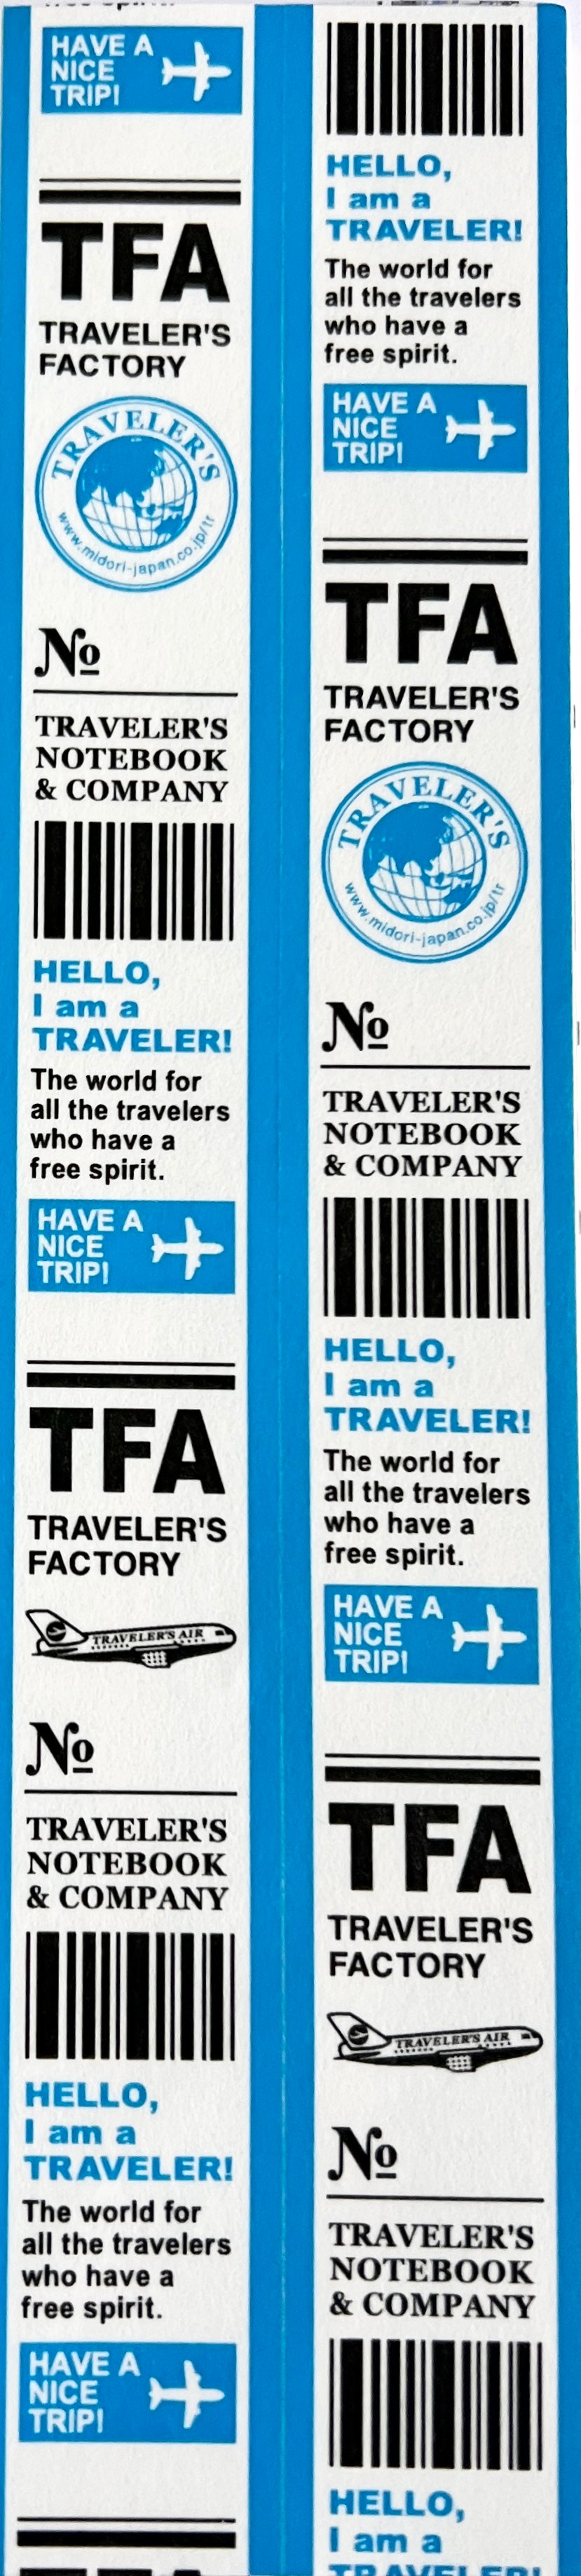 HAVE A
NICE
TRIP!
TFA
TRAVELER'S
FACTORY
TRAVELER'S
www.midori-japan.co.jp/tr
No
TRAVELER'S
NOTEBOOK
& COMPANY
HELLO,
I am a
TRAVELER!
The world for
all the travelers
who have a
free spirit.
HAVE A
NICE
TRIP!
TFA
TRAVELER'S
FACTORY
TRAVELER'S AIR
No
TRAVELER'S
NOTEBOOK
& COMPANY
HELLO,
I am a
TRAVELER!
The world for
all the travelers
who have a
free spirit.
HAVE A
NICE
TRIP!
TFA
HELLO,
I am a
TRAVELER!
The world for
all the travelers
who have a
free spirit.
HAVE A
NICE
TRIP!
TFA
TRAVELER'S
FACTORY
TRAVELER'S
www.midori-japan.co.jp/tr
No
TRAVELER'S
NOTEBOOK
& COMPANY
HELLO,
I am a
TRAVELER!
The world for
all the travelers
who have a
free spirit.
HAVE A
NICE
TRIP!
TFA
TRAVELER'S
FACTORY
TRAVELER'S AIR
No
TRAVELER'S
NOTEBOOK
& COMPANY
HELLO,
I am a
TRAVELER!